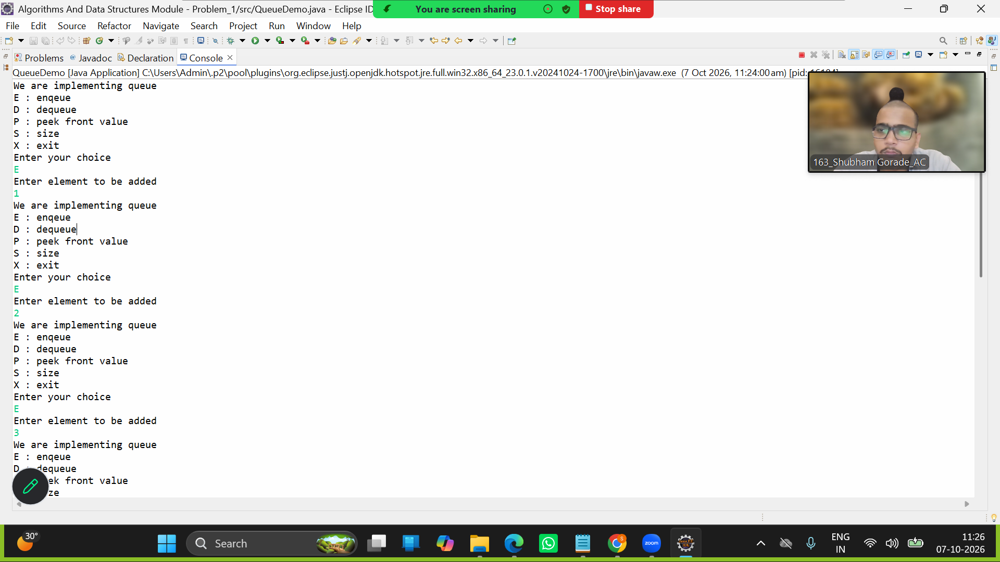 Algorithms And Data Structures Module - Problem_1/src/QueueDemo.java - Eclipse ID
You are screen sharing
Stop share
File Edit Source Refactor Navigate Search Project Run Window Help
Problems Javadoc Declaration Console
QueueDemo [Java Application] C:\Users\Admin\.p2\pool\plugins\org.eclipse.justj.openjdk.hotspot.jre.full.win32.x86_64_23.0.1.v20241024-1700\jre\bin\javaw.exe (7 Oct 2026, 11:24:00 am) [pid:
We are implementing queue
E : enqeue
D : dequeue
P : peek front value
S : size
X : exit
Enter your choice
E
Enter element to be added
1
We are implementing queue
E : enqeue
D : dequeue
P : peek front value
S : size
X : exit
Enter your choice
E
Enter element to be added
2
We are implementing queue
E : enqeue
D : dequeue
P : peek front value
S : size
X : exit
Enter your choice
E
Enter element to be added
3
We are implementing queue
E : enqeue
D : dequeue
ek front value
ze
163_Shubham Gorade_AC
30°
Search
zoom
ENG
IN
11:26
07-10-2026